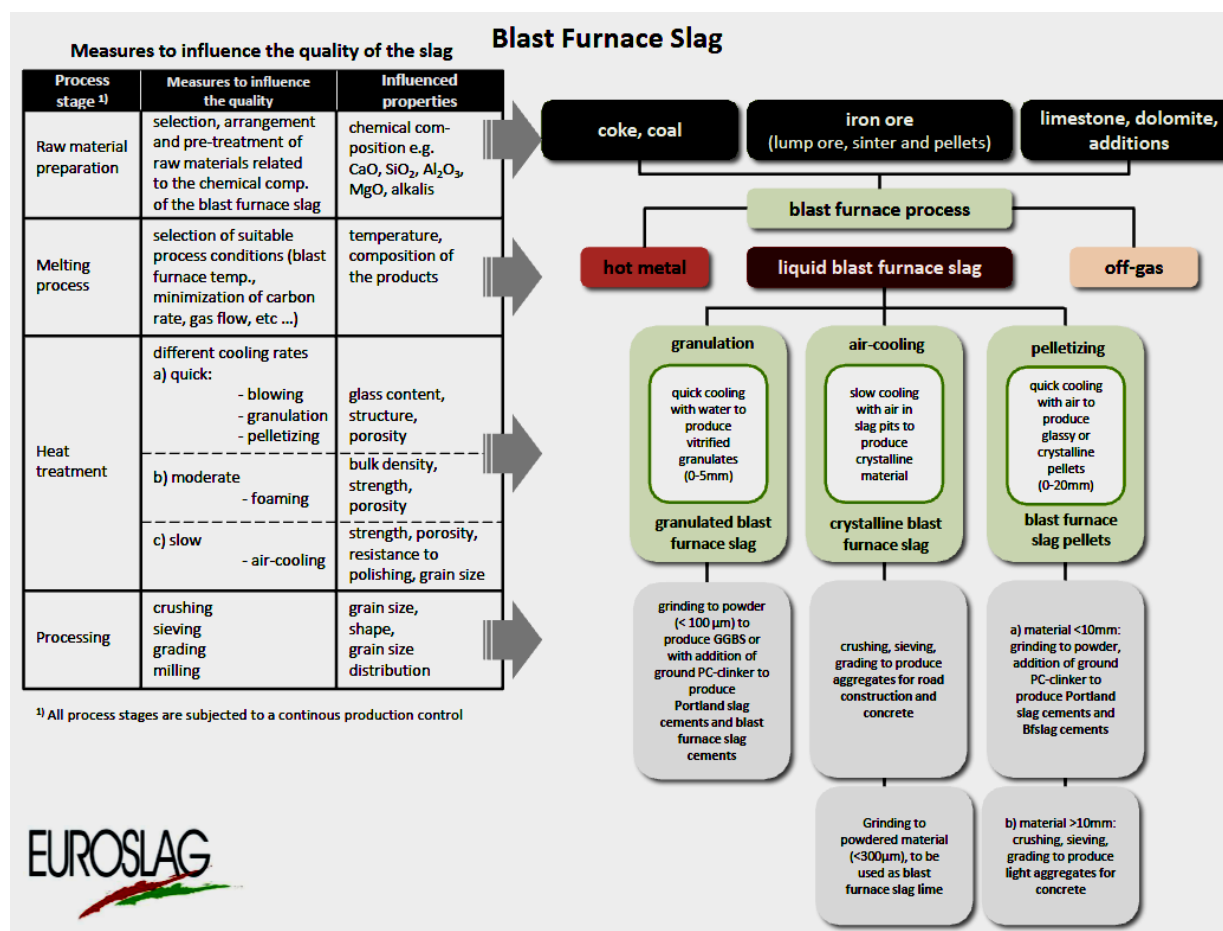 Blast Furnace Slag
Measures to influence the quality of the slag
Process
stage 1)
Measures to influence
the quality
Influenced
properties
Raw material
preparation
selection, arrangement
and pre-treatment of
raw materials related
to the chemical comp.
of the blast furnace slag
chemical com-
position e.g.
CaO, SiO2, Al2O3,
MgO, alkalis
Melting
process
selection of suitable
process conditions (blast
furnace temp.,
minimization of carbon
rate, gas flow, etc ...)
temperature,
composition of
the products
Heat
treatment
different cooling rates
a) quick:
- blowing
- granulation
- pelletizing
glass content,
structure,
porosity
b) moderate
- foaming
bulk density,
strength,
porosity
c) slow
- air-cooling
strength, porosity,
resistance to
polishing, grain size
Processing
crushing
sieving
grading
milling
grain size,
shape,
grain size
distribution
1) All process stages are subjected to a continous production control
coke, coal
iron ore
(lump ore, sinter and pellets)
limestone, dolomite,
additions
blast furnace process
hot metal
liquid blast furnace slag
off-gas
granulation
quick cooling
with water to
produce
vitrified
granulates
(0-5mm)
granulated blast
furnace slag
air-cooling
slow cooling
with air in
slag pits to
produce
crystalline
material
crystalline blast
furnace slag
pelletizing
quick cooling
with air to
produce
glassy or
crystalline
pellets
(0-20mm)
blast furnace
slag pellets
grinding to powder
(< 100 µm) to
produce GGBS or
with addition of
ground PC-clinker to
produce
Portland slag
cements and blast
furnace slag
cements
crushing, sieving,
grading to produce
aggregates for road
construction and
concrete
a) material <10mm:
grinding to powder,
addition of ground
PC-clinker to
produce Portland
slag cements and
Bfslag cements
Grinding to
powdered material
(<300µm), to be
used as blast
furnace slag lime
b) material >10mm:
crushing, sieving,
grading to produce
light aggregates for
concrete
EUROSLAG